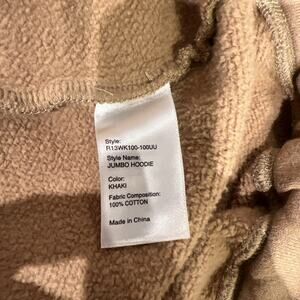 Style:
R13WK100-100UU
Style Name:
JUMBO HOODIE
Color:
KHAKI
Fabric Composition:
100% COTTON
Made in China